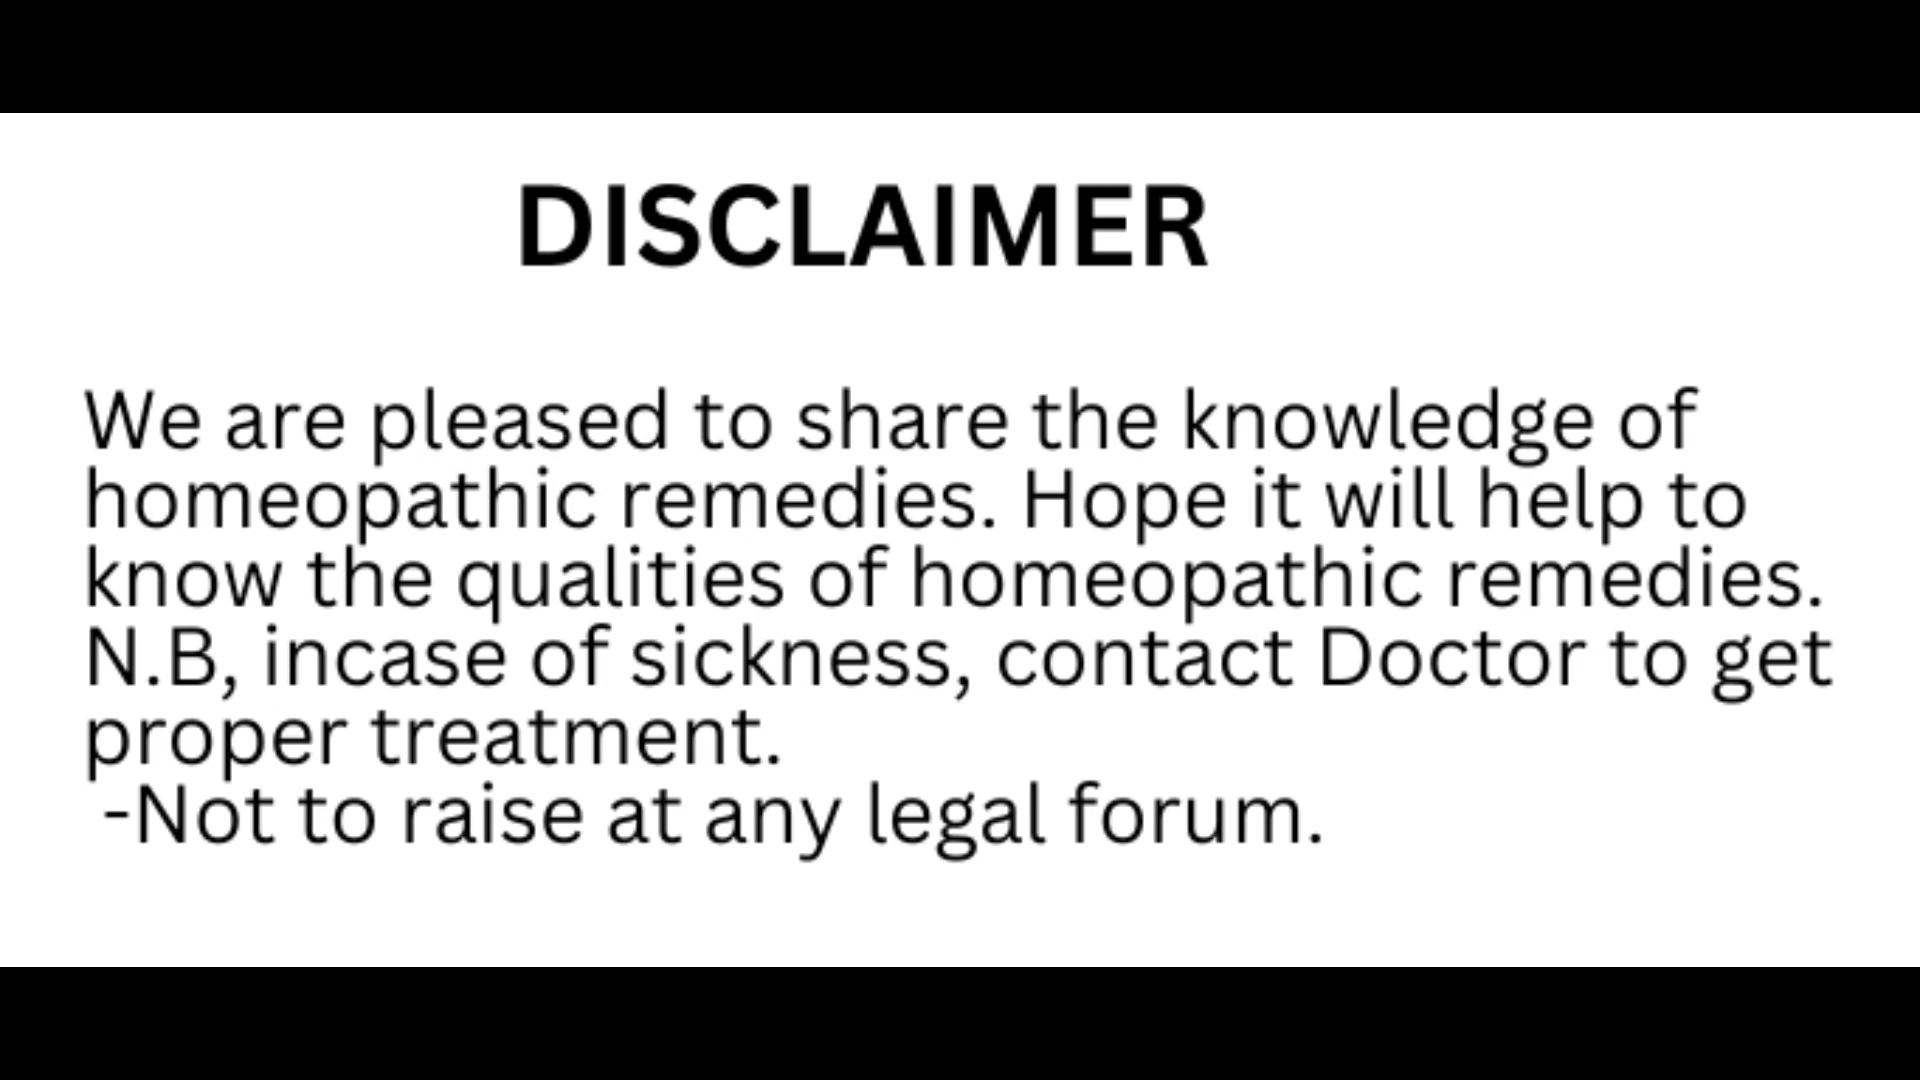 DISCLAIMER
We are pleased to share the knowledge of
homeopathic remedies. Hope it will help to
know the qualities of homeopathic remedies.
N.B, incase of sickness, contact Doctor to get
proper treatment.
-Not to raise at any legal forum.